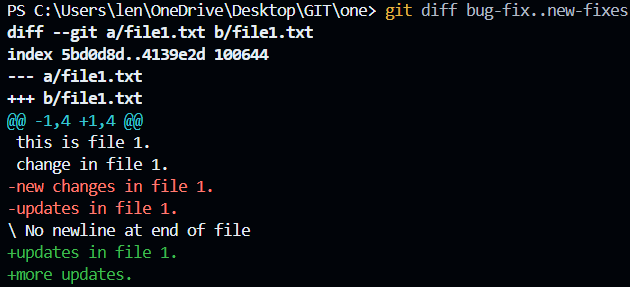 PS C:\Users\len\OneDrive\Desktop\GIT\one> git diff bug-fix..new-fixes
diff --git a/file1.txt b/file1.txt
index 5bd0d8d..4139e2d 100644
--- a/file1.txt
+++ b/file1.txt
@@ -1,4 +1,4 @@
 this is file 1.
 change in file 1.
-new changes in file 1.
-updates in file 1.
\ No newline at end of file
+updates in file 1.
+more updates.